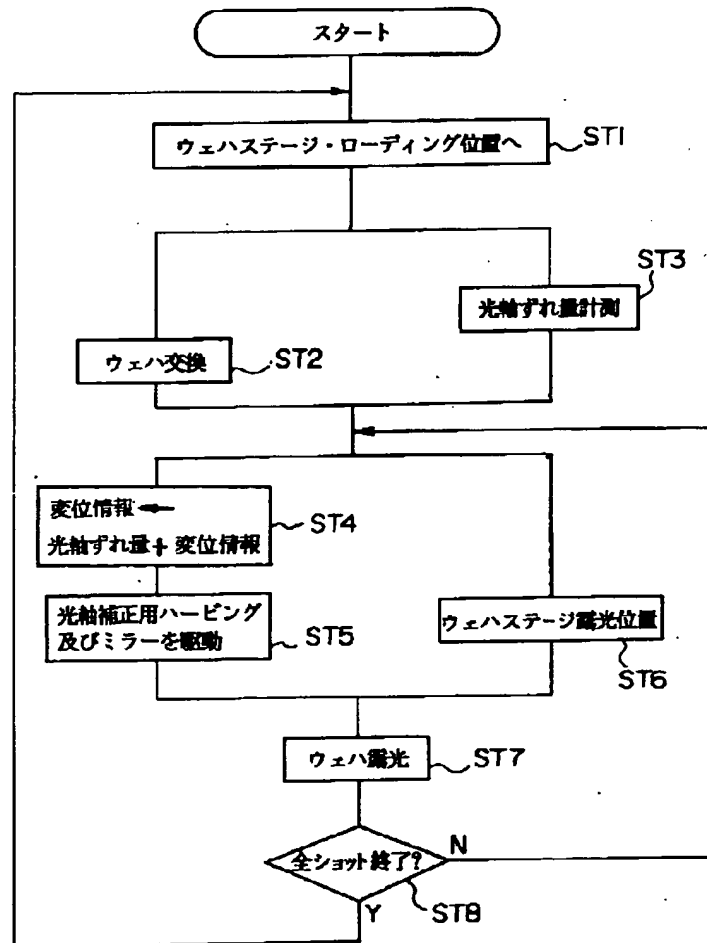 スタート
ウェハステージ・ローディング位置へ
ST1
ST3
光軸ずれ量計測
ウェハ交換
ST2
変位情報←
光軸ずれ量+変位情報
ST4
光軸補正用ハービング
及びミラーを駆動
ST5
ウェハステージ露光位置
ST6
ウェハ露光
ST7
全ショット終了?
N
Y
ST8